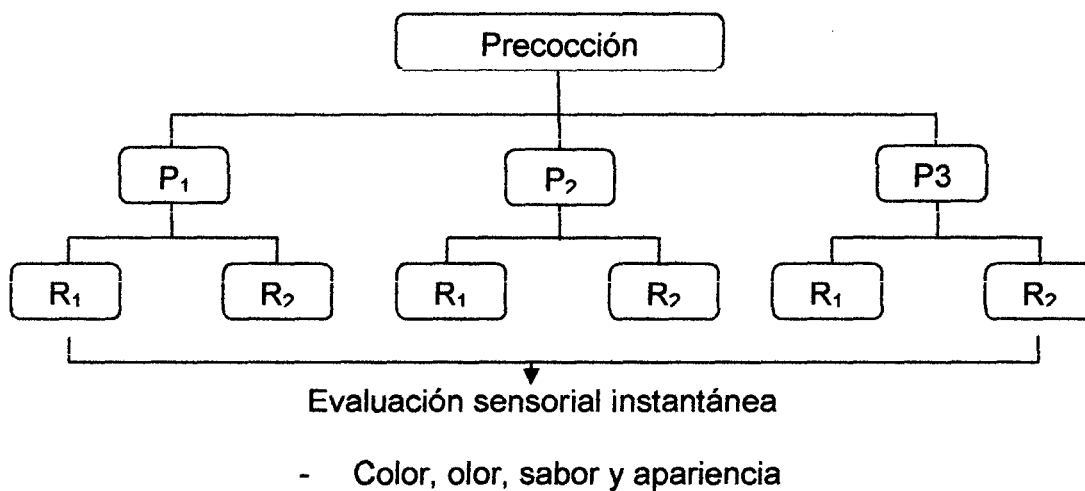 Precocción
P₁ P₂ P3
R₁ R₂ R₁ R₂ R₁ R₂
Evaluación sensorial instantánea
- Color, olor, sabor y apariencia